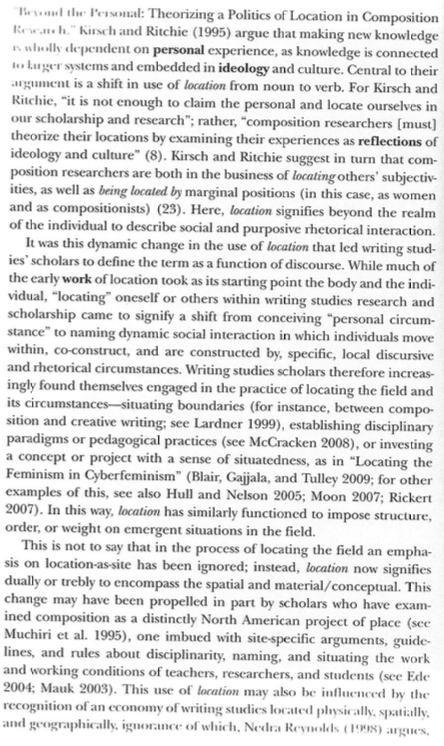 "Beyond the Personal: Theorizing a Politics of Location in Composition
Research." Kirsch and Ritchie (1995) argue that making new knowledge
is wholly dependent on personal experience, as knowledge is connected
to larger systems and embedded in ideology and culture. Central to their
argument is a shift in use of location from noun to verb. For Kirsch and
Ritchie, "it is not enough to claim the personal and locate ourselves in
our scholarship and research"; rather, "composition researchers [must]
theorize their locations by examining their experiences as reflections of
ideology and culture" (8). Kirsch and Ritchie suggest in turn that com-
position researchers are both in the business of locating others' subjectiv-
ities, as well as being located by marginal positions (in this case, as women
and as compositionists) (23). Here, location signifies beyond the realm
of the individual to describe social and purposive rhetorical interaction.
It was this dynamic change in the use of location that led writing stud-
ies' scholars to define the term as a function of discourse. While much of
the early work of location took as its starting point the body and the indi-
vidual, "locating" oneself or others within writing studies research and
scholarship came to signify a shift from conceiving "personal circum-
stance" to naming dynamic social interaction in which individuals move
within, co-construct, and are constructed by, specific, local discursive
and rhetorical circumstances. Writing studies scholars therefore increas-
ingly found themselves engaged in the practice of locating the field and
its circumstances—situating boundaries (for instance, between compo-
sition and creative writing; see Lardner 1999), establishing disciplinary
paradigms or pedagogical practices (see McCracken 2008), or investing
a concept or project with a sense of situatedness, as in "Locating the
Feminism in Cyberfeminism" (Blair, Gajjala, and Tulley 2009; for other
examples of this, see also Hull and Nelson 2005; Moon 2007; Rickert
2007). In this way, location has similarly functioned to impose structure,
order, or weight on emergent situations in the field.
This is not to say that in the process of locating the field an empha-
sis on location-as-site has been ignored; instead, location now signifies
dually or trebly to encompass the spatial and material/conceptual. This
change may have been propelled in part by scholars who have exam-
ined composition as a distinctly North American project of place (see
Muchiri et al. 1995), one imbued with site-specific arguments, guide-
lines, and rules about disciplinarity, naming, and situating the work
and working conditions of teachers, researchers, and students (see Ede
2004; Mauk 2003). This use of location may also be influenced by the
recognition of an economy of writing studies located physically, spatially,
and geographically, ignorance of which, Nedra Reynolds (1998) argues,